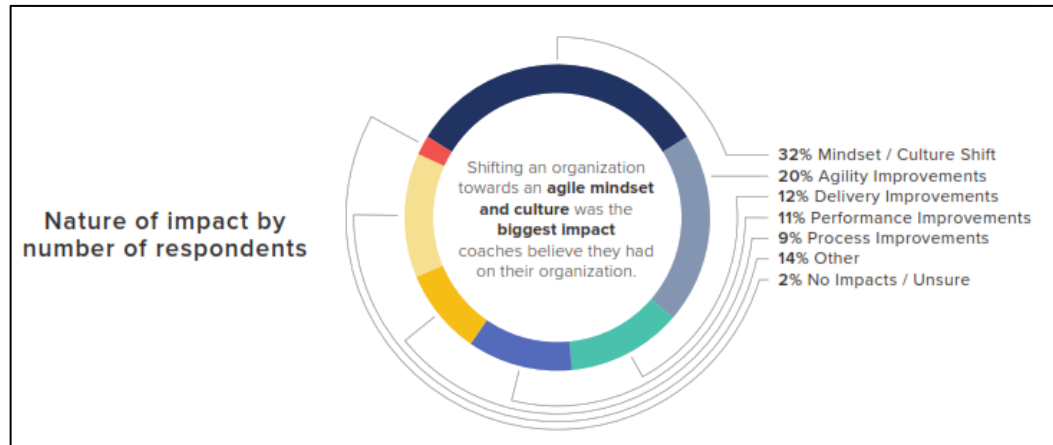 Nature of impact by
number of respondents
Shifting an organization
towards an agile mindset
and culture was the
biggest impact
coaches believe they had
on their organization.
32% Mindset / Culture Shift
20% Agility Improvements
12% Delivery Improvements
11% Performance Improvements
9% Process Improvements
14% Other
2% No Impacts / Unsure